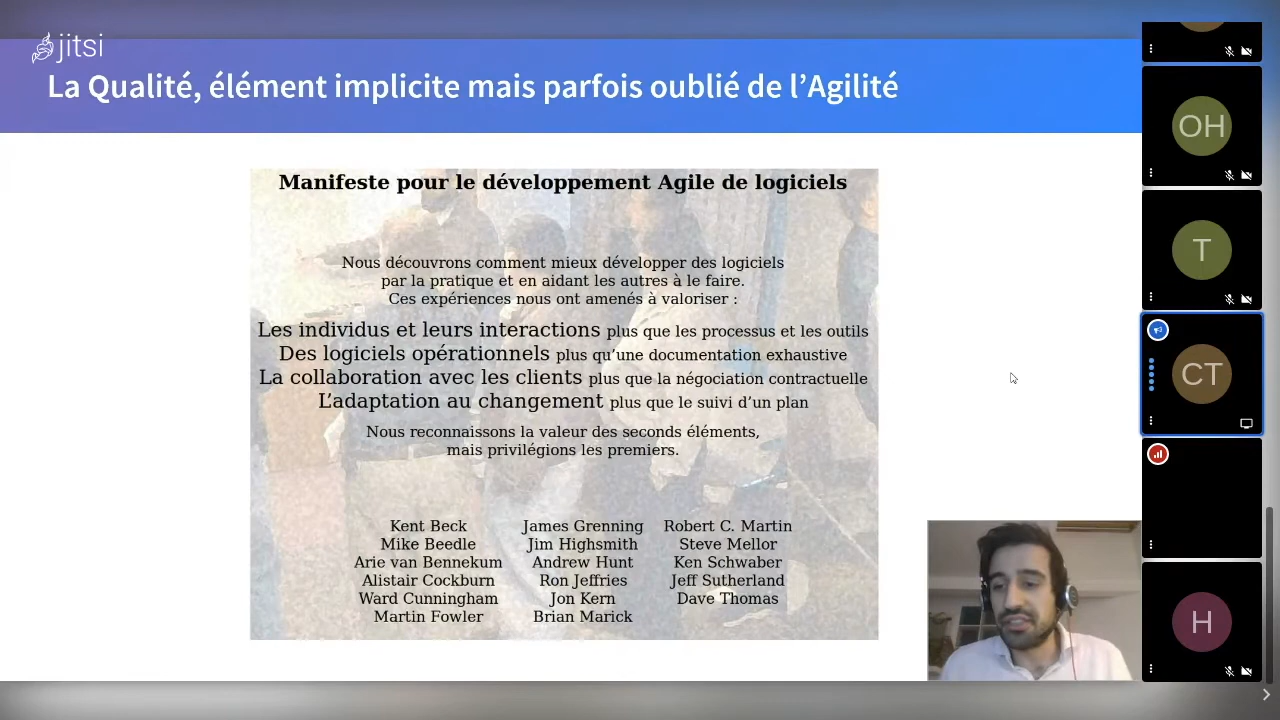 jitsi
La Qualité, élément implicite mais parfois oublié de l’Agilité
Manifeste pour le développement Agile de logiciels
Nous découvrons comment mieux développer des logiciels
par la pratique et en aidant les autres à le faire.
Ces expériences nous ont amenés à valoriser :
Les individus et leurs interactions plus que les processus et les outils
Des logiciels opérationnels plus qu’une documentation exhaustive
La collaboration avec les clients plus que la négociation contractuelle
L’adaptation au changement plus que le suivi d’un plan
Nous reconnaissons la valeur des seconds éléments,
mais privilégions les premiers.
Kent Beck
Mike Beedle
Arie van Bennekum
Alistair Cockburn
Ward Cunningham
Martin Fowler
James Grenning
Jim Highsmith
Andrew Hunt
Ron Jeffries
Jon Kern
Brian Marick
Robert C. Martin
Steve Mellor
Ken Schwaber
Jeff Sutherland
Dave Thomas
OH
T
CT
H